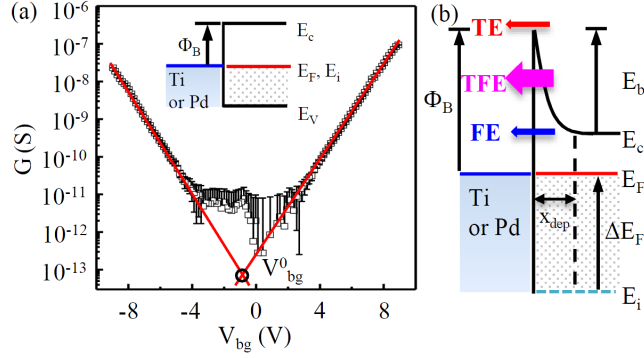 (a)
10^-6
10^-7
10^-8
10^-9
10^-10
10^-11
10^-12
10^-13
G (S)
-8 -4 0 4 8
V_bg (V)
Φ_B
E_c
E_F, E_i
E_V
Ti
or Pd
V^0_bg
(b)
TE
TFE
FE
Φ_B
E_b
E_c
E_F
Ti
or Pd
x_dep
ΔE_F
E_i